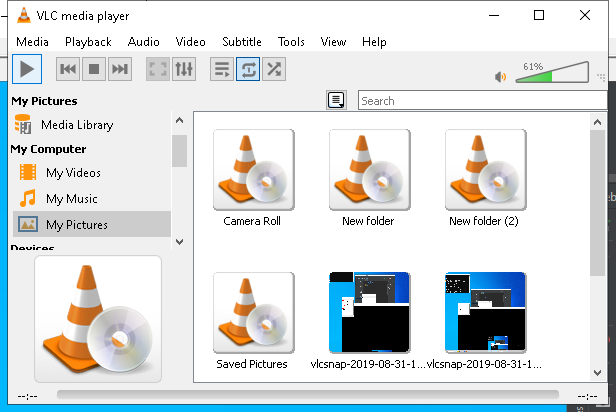 VLC media player
Media Playback Audio Video Subtitle Tools View Help
61%
My Pictures
Search
Media Library
My Computer
My Videos
My Music
My Pictures
Devices
Camera Roll
New folder
New folder (2)
Saved Pictures
vlcsnap-2019-08-31-1...
vlcsnap-2019-08-31-1...
--:--
--:--